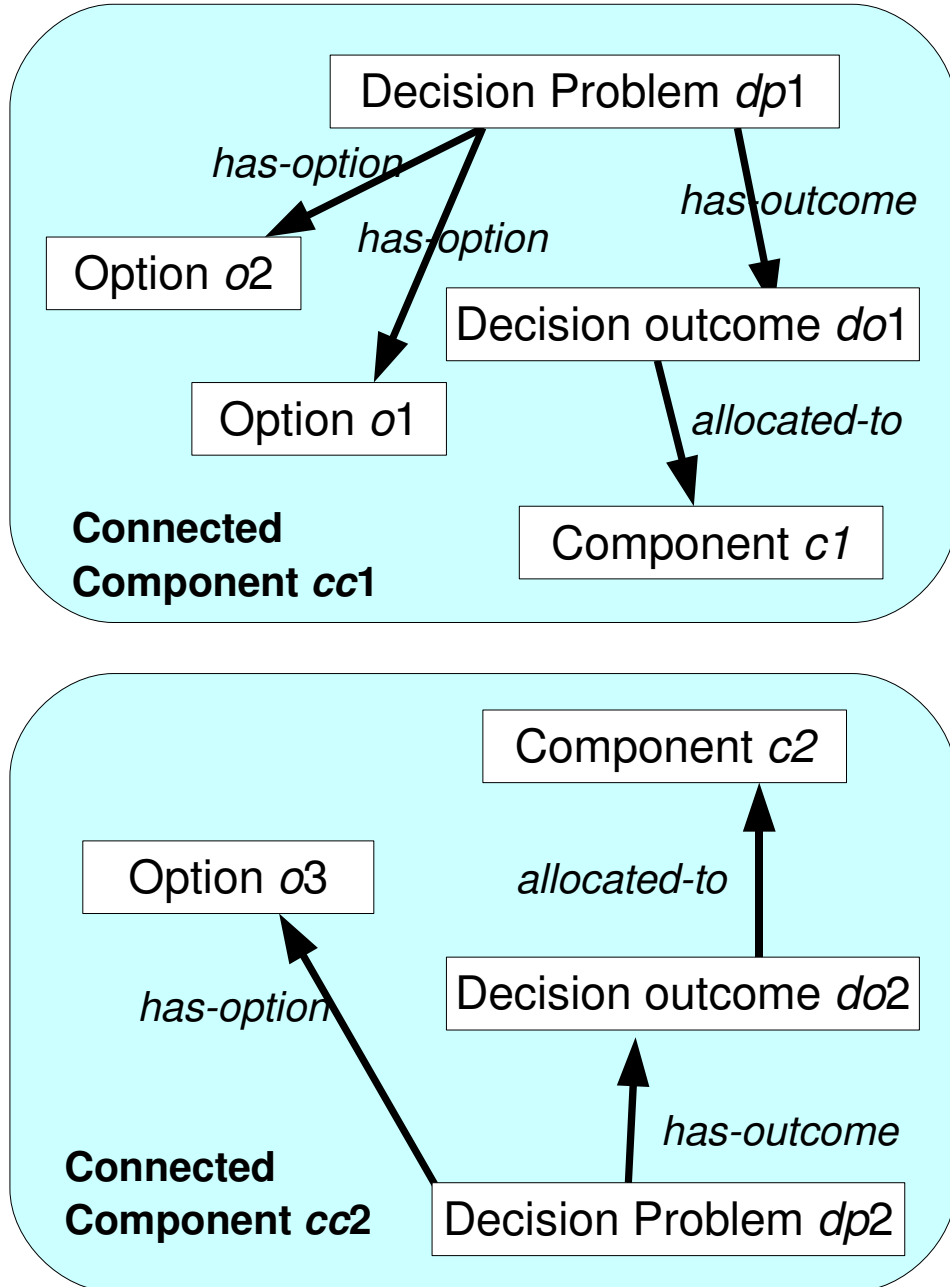 Decision Problem dp1
has-option
has-option
has-outcome
Option o2
Decision outcome do1
Option o1
allocated-to
Connected
Component cc1
Component c1
Component c2
Option o3
allocated-to
has-option
Decision outcome do2
has-outcome
Connected
Component cc2
Decision Problem dp2